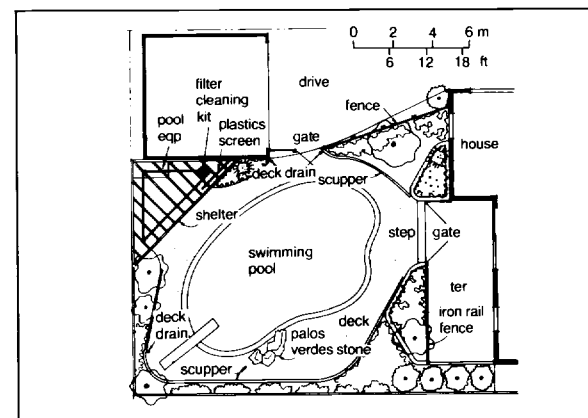 0 2 4 6 m
6 12 18 ft
drive
filter
cleaning
kit
pool
eqp
plastics
screen
fence
gate
house
deck drain
scupper
shelter
step
gate
swimming
pool
ter
iron rail
fence
deck
drain
deck
palos
verdes stone
scupper